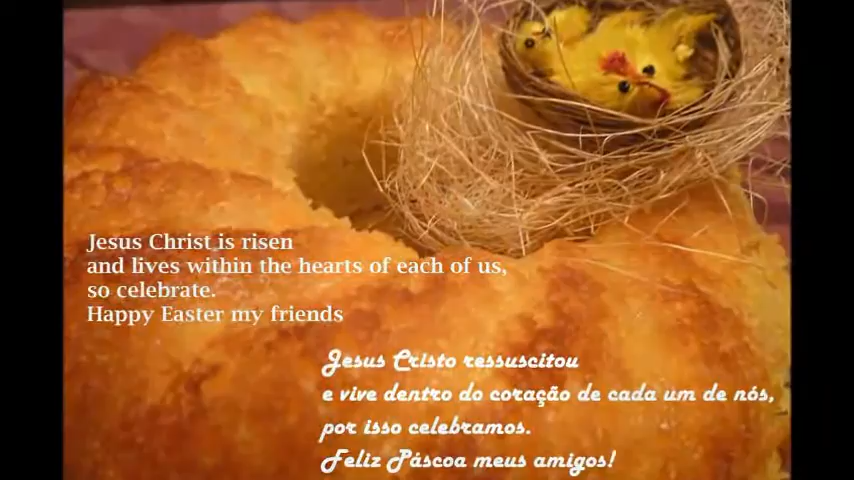 Jesus Christ is risen
and lives within the hearts of each of us,
so celebrate.
Happy Easter my friends
Jesus Cristo ressuscitou
e vive dentro do coração de cada um de nós,
por isso celebramos.
Feliz Páscoa meus amigos!